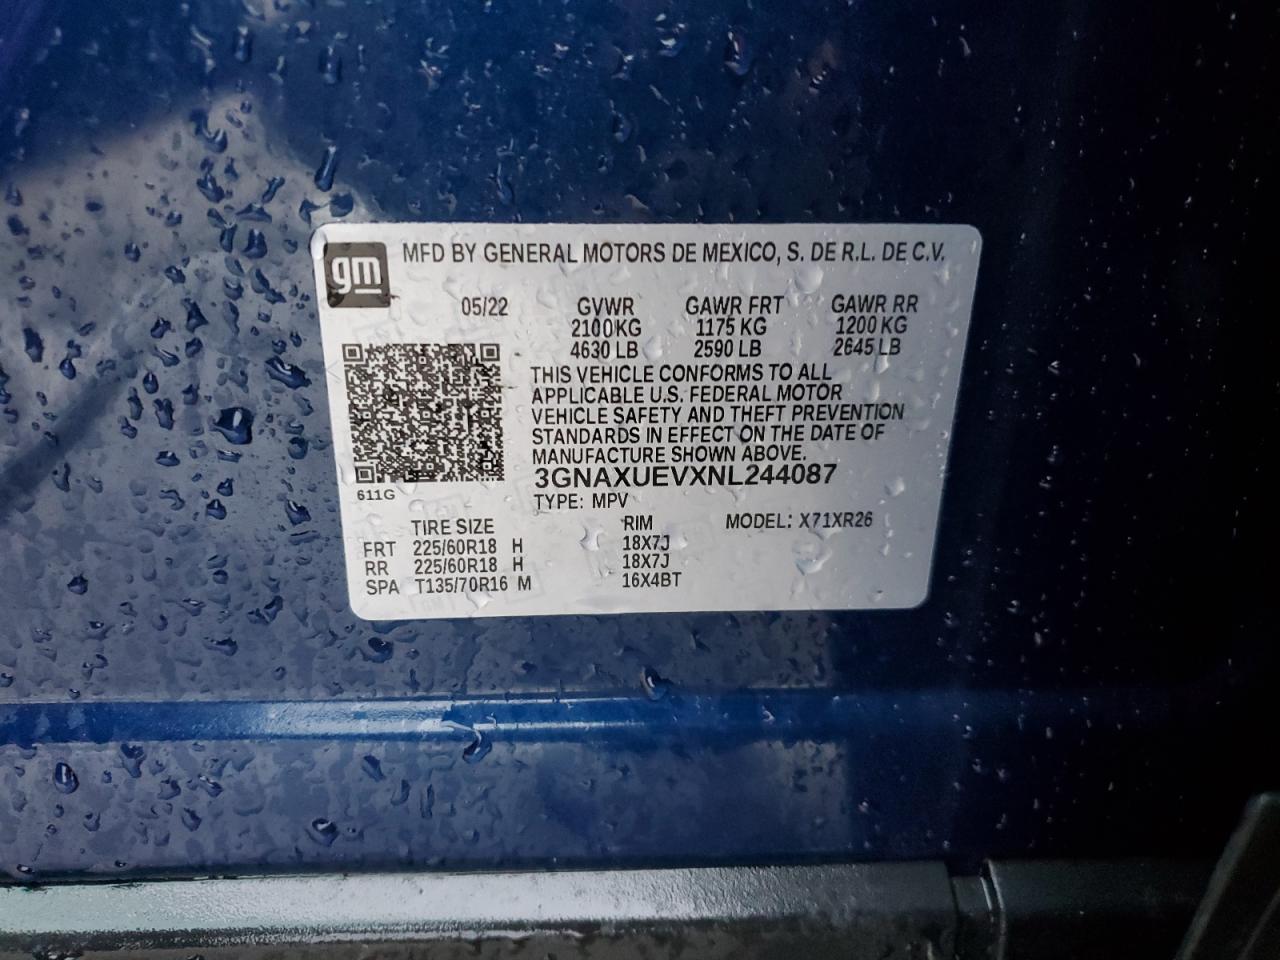 gm
MFD BY GENERAL MOTORS DE MEXICO, S. DE R.L. DE C.V.
05/22 GVWR GAWR FRT GAWR RR
2100KG 1175 KG 1200 KG
4630 LB 2590 LB 2645 LB
THIS VEHICLE CONFORMS TO ALL
APPLICABLE U.S. FEDERAL MOTOR
VEHICLE SAFETY AND THEFT PREVENTION
STANDARDS IN EFFECT ON THE DATE OF
MANUFACTURE SHOWN ABOVE.
3GNAXUEVXNL244087
611G
TYPE: MPV
TIRE SIZE RIM MODEL: X71XR26
FRT 225/60R18 H 18X7J
RR 225/60R18 H 18X7J
SPA T135/70R16 M 16X4BT